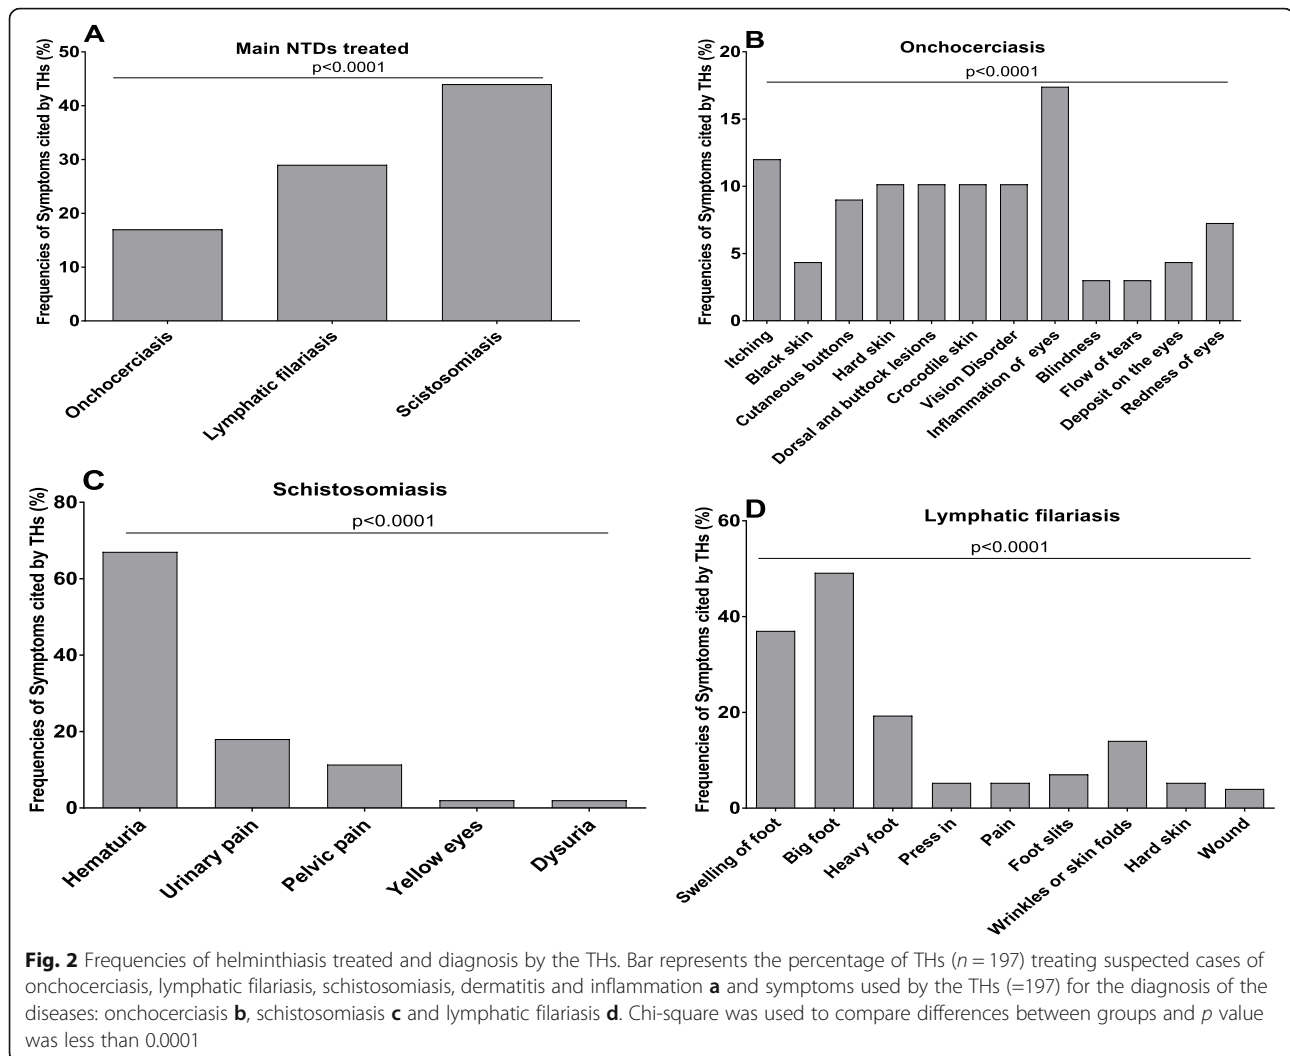 A
Main NTDs treated
p<0.0001
Frequencies of Symptoms cited by THs (%)
50
40
30
20
10
0
Onchocerciasis
Lymphatic filariasis
Scistosomiasis
B
Onchocerciasis
p<0.0001
Frequencies of Symptoms cited by THs (%)
20
15
10
5
0
Itching
Black skin
Cutaneous buttons
Hard skin
Dorsal and buttock lesions
Crocodile skin
Vision Disorder
Inflammation of eyes
Blindness
Flow of tears
Deposit on the eyes
Redness of eyes
C
Schistosomiasis
p<0.0001
Frequencies of Symptoms cited by THs (%)
80
60
40
20
0
Hematuria
Urinary pain
Pelvic pain
Yellow eyes
Dysuria
D
Lymphatic filariasis
p<0.0001
Frequencies of Symptoms cited by THs (%)
60
40
20
0
Swelling of foot
Big foot
Heavy foot
Press in
Pain
Foot slits
Wrinkles or skin folds
Hard skin
Wound
Fig. 2 Frequencies of helminthiasis treated and diagnosis by the THs. Bar represents the percentage of THs (n = 197) treating suspected cases of
onchocerciasis, lymphatic filariasis, schistosomiasis, dermatitis and inflammation a and symptoms used by the THs (=197) for the diagnosis of the
diseases: onchocerciasis b, schistosomiasis c and lymphatic filariasis d. Chi-square was used to compare differences between groups and p value
was less than 0.0001